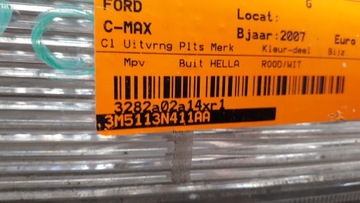 FORD G
C-MAX Locat:
Bjaar:2007 Euro
Cl Uitvrng Plts Merk Kleur-deel Bijz
Mpv Buit HELLA ROOD/WIT
3282a02a14xr1
3M5113N411AA